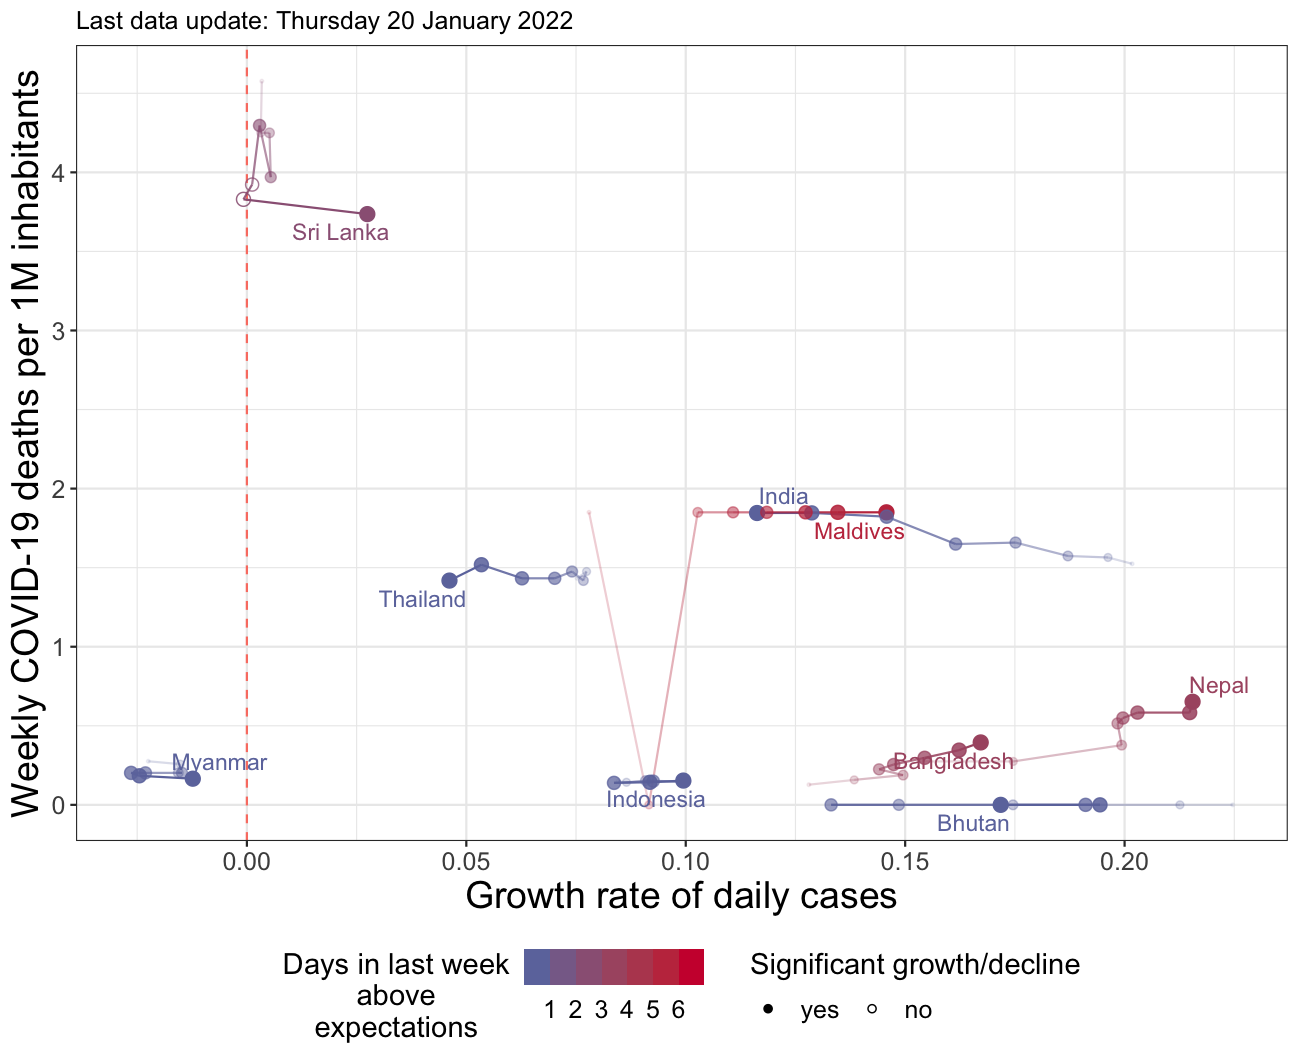 Last data update: Thursday 20 January 2022
Weekly COVID-19 deaths per 1M inhabitants
4
3
2
1
0
Sri Lanka
India
Maldives
Thailand
Nepal
Myanmar
Bangladesh
Indonesia
Bhutan
0.00 0.05 0.10 0.15 0.20
Growth rate of daily cases
Days in last week
above
expectations
1 2 3 4 5 6
Significant growth/decline
yes no